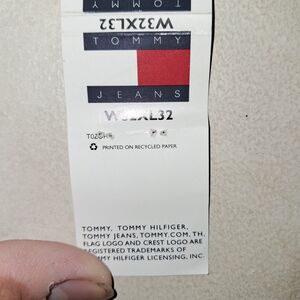 TOMMY
W32XL32
TOMMY
JEANS
W32XL32
PRINTED ON RECYCLED PAPER
TOMMY, TOMMY HILFIGER,
TOMMY JEANS, TOMMY.COM, TH,
FLAG LOGO AND CREST LOGO ARE
REGISTERED TRADEMARKS OF
TOMMY HILFIGER LICENSING, INC.